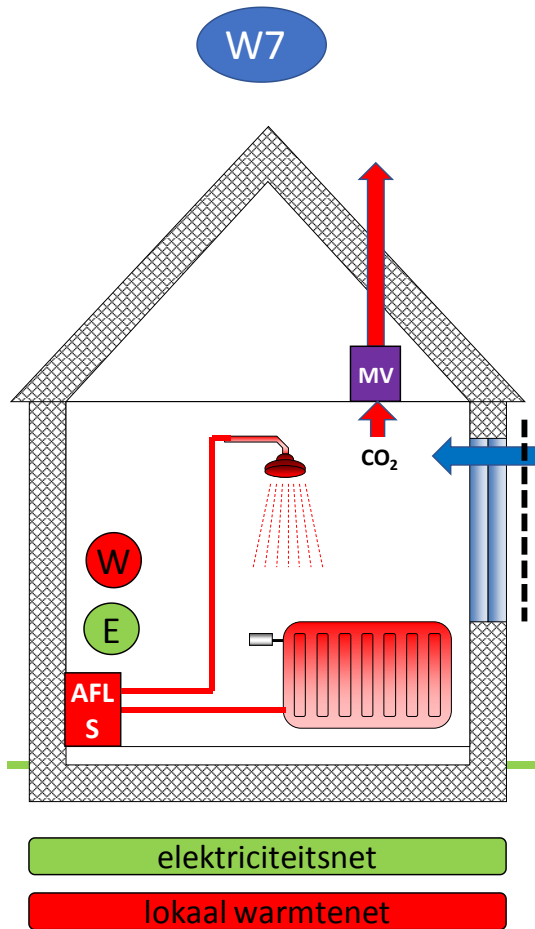 W7
MV
CO₂
W
E
AFL
S
elektriciteitsnet
lokaal warmtenet